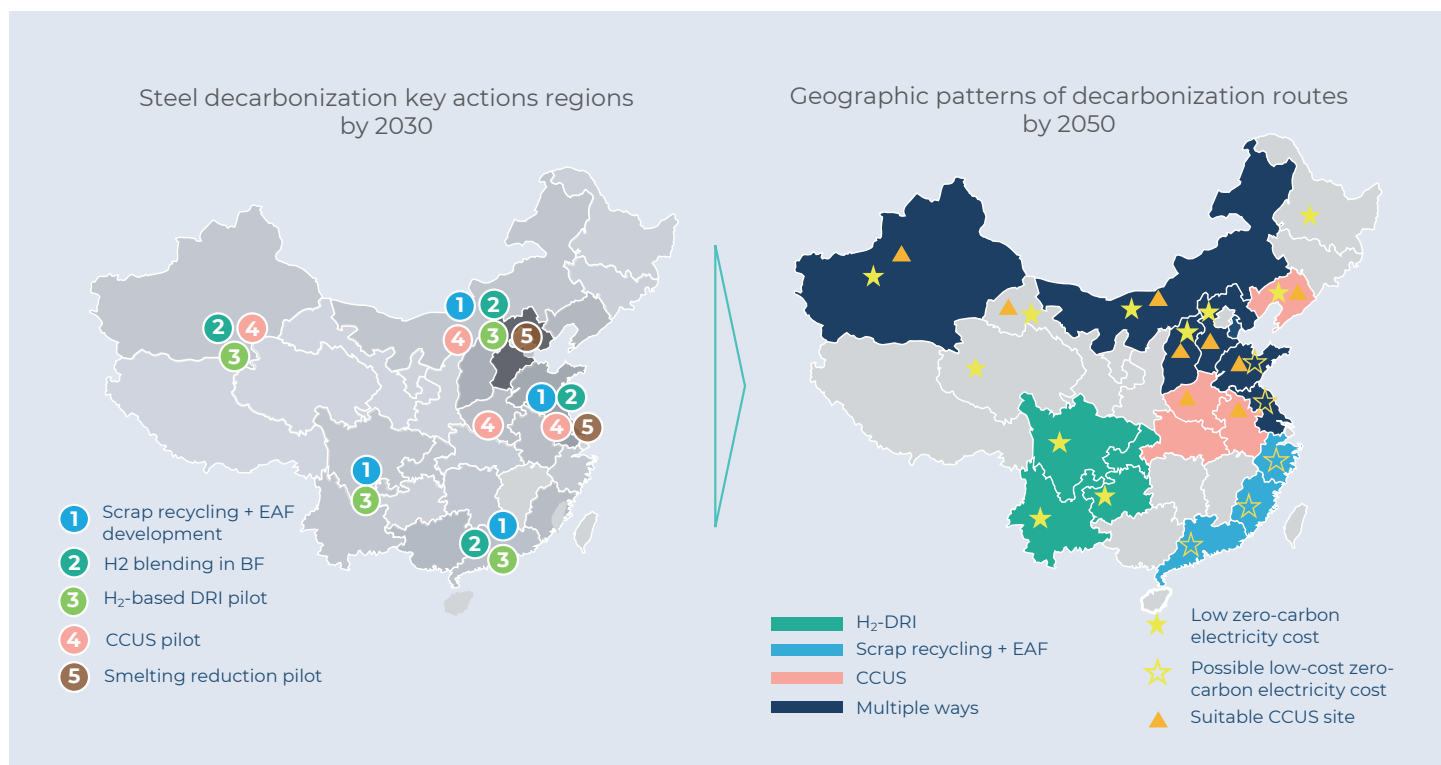 Steel decarbonization key actions regions
by 2030
1
2
4
3
5
2
4
3
1
2
4
4
5
1
3
1
2
3
1 Scrap recycling + EAF
development
2 H2 blending in BF
3 H₂-based DRI pilot
4 CCUS pilot
5 Smelting reduction pilot
Geographic patterns of decarbonization routes
by 2050
H₂-DRI
Scrap recycling + EAF
CCUS
Multiple ways
Low zero-carbon
electricity cost
Possible low-cost zero-
carbon electricity cost
Suitable CCUS site